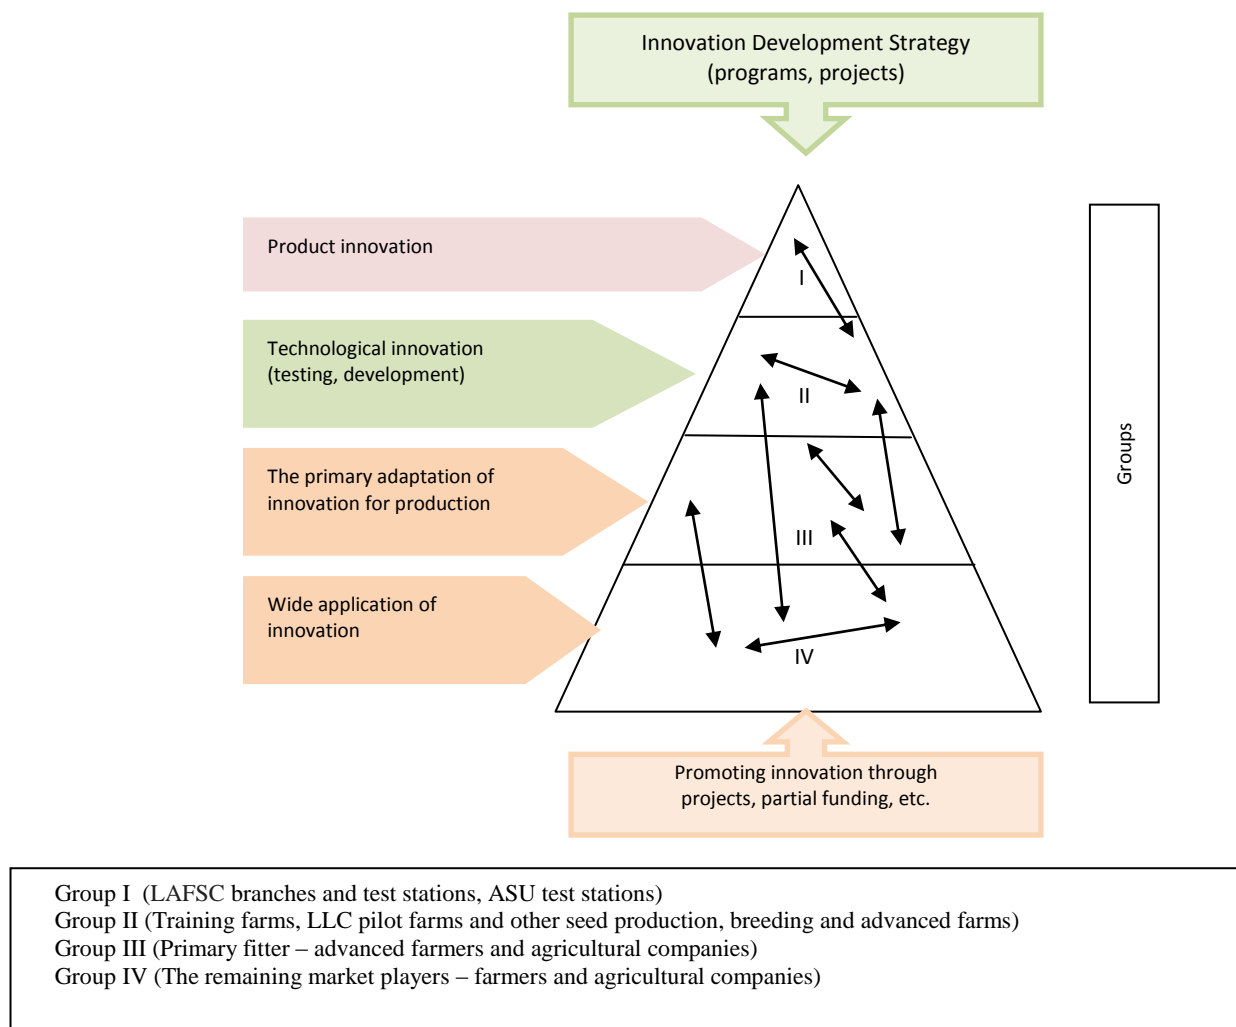 Innovation Development Strategy
(programs, projects)
Product innovation
I
Technological innovation
(testing, development)
II
The primary adaptation of
innovation for production
III
Wide application of
innovation
IV
Groups
Promoting innovation through
projects, partial funding, etc.
Group I (LAFSC branches and test stations, ASU test stations)
Group II (Training farms, LLC pilot farms and other seed production, breeding and advanced farms)
Group III (Primary fitter – advanced farmers and agricultural companies)
Group IV (The remaining market players – farmers and agricultural companies)